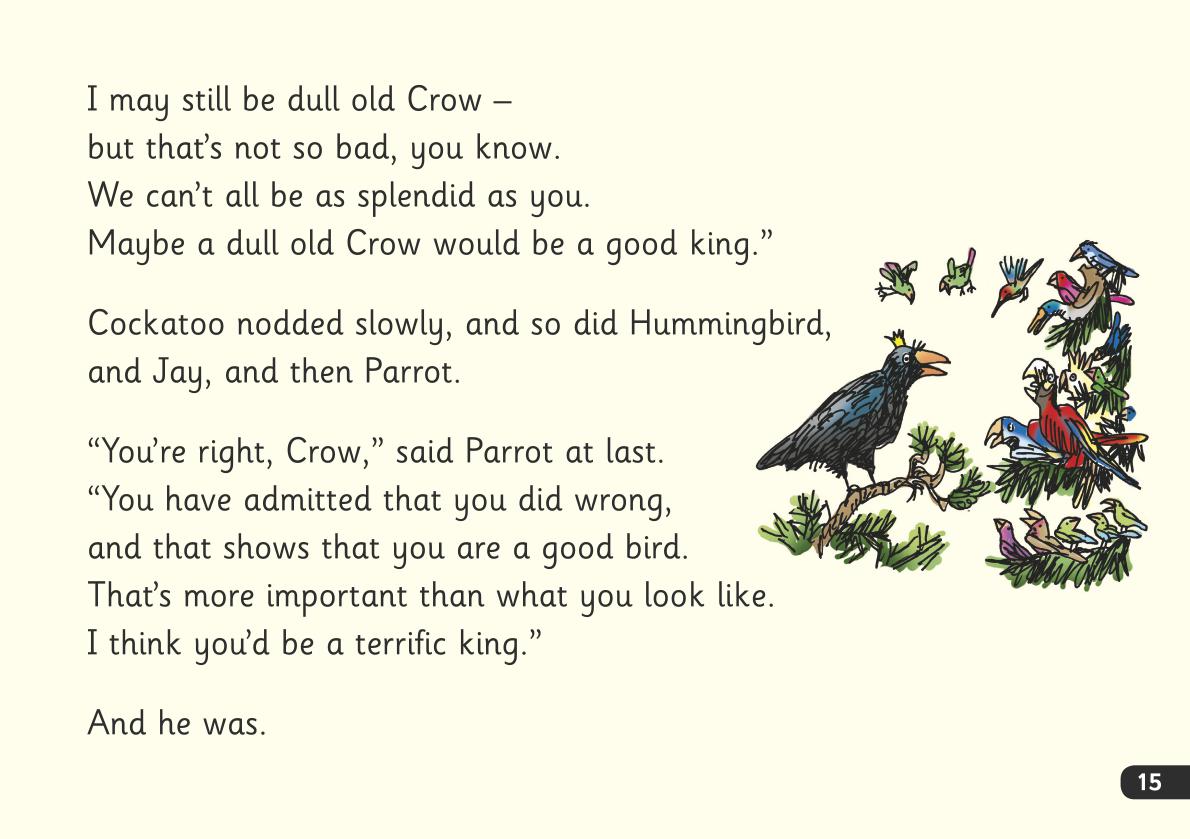 I may still be dull old Crow –
but that’s not so bad, you know.
We can’t all be as splendid as you.
Maybe a dull old Crow would be a good king.”
Cockatoo nodded slowly, and so did Hummingbird,
and Jay, and then Parrot.
“You’re right, Crow,” said Parrot at last.
“You have admitted that you did wrong,
and that shows that you are a good bird.
That’s more important than what you look like.
I think you’d be a terrific king.”
And he was.
15